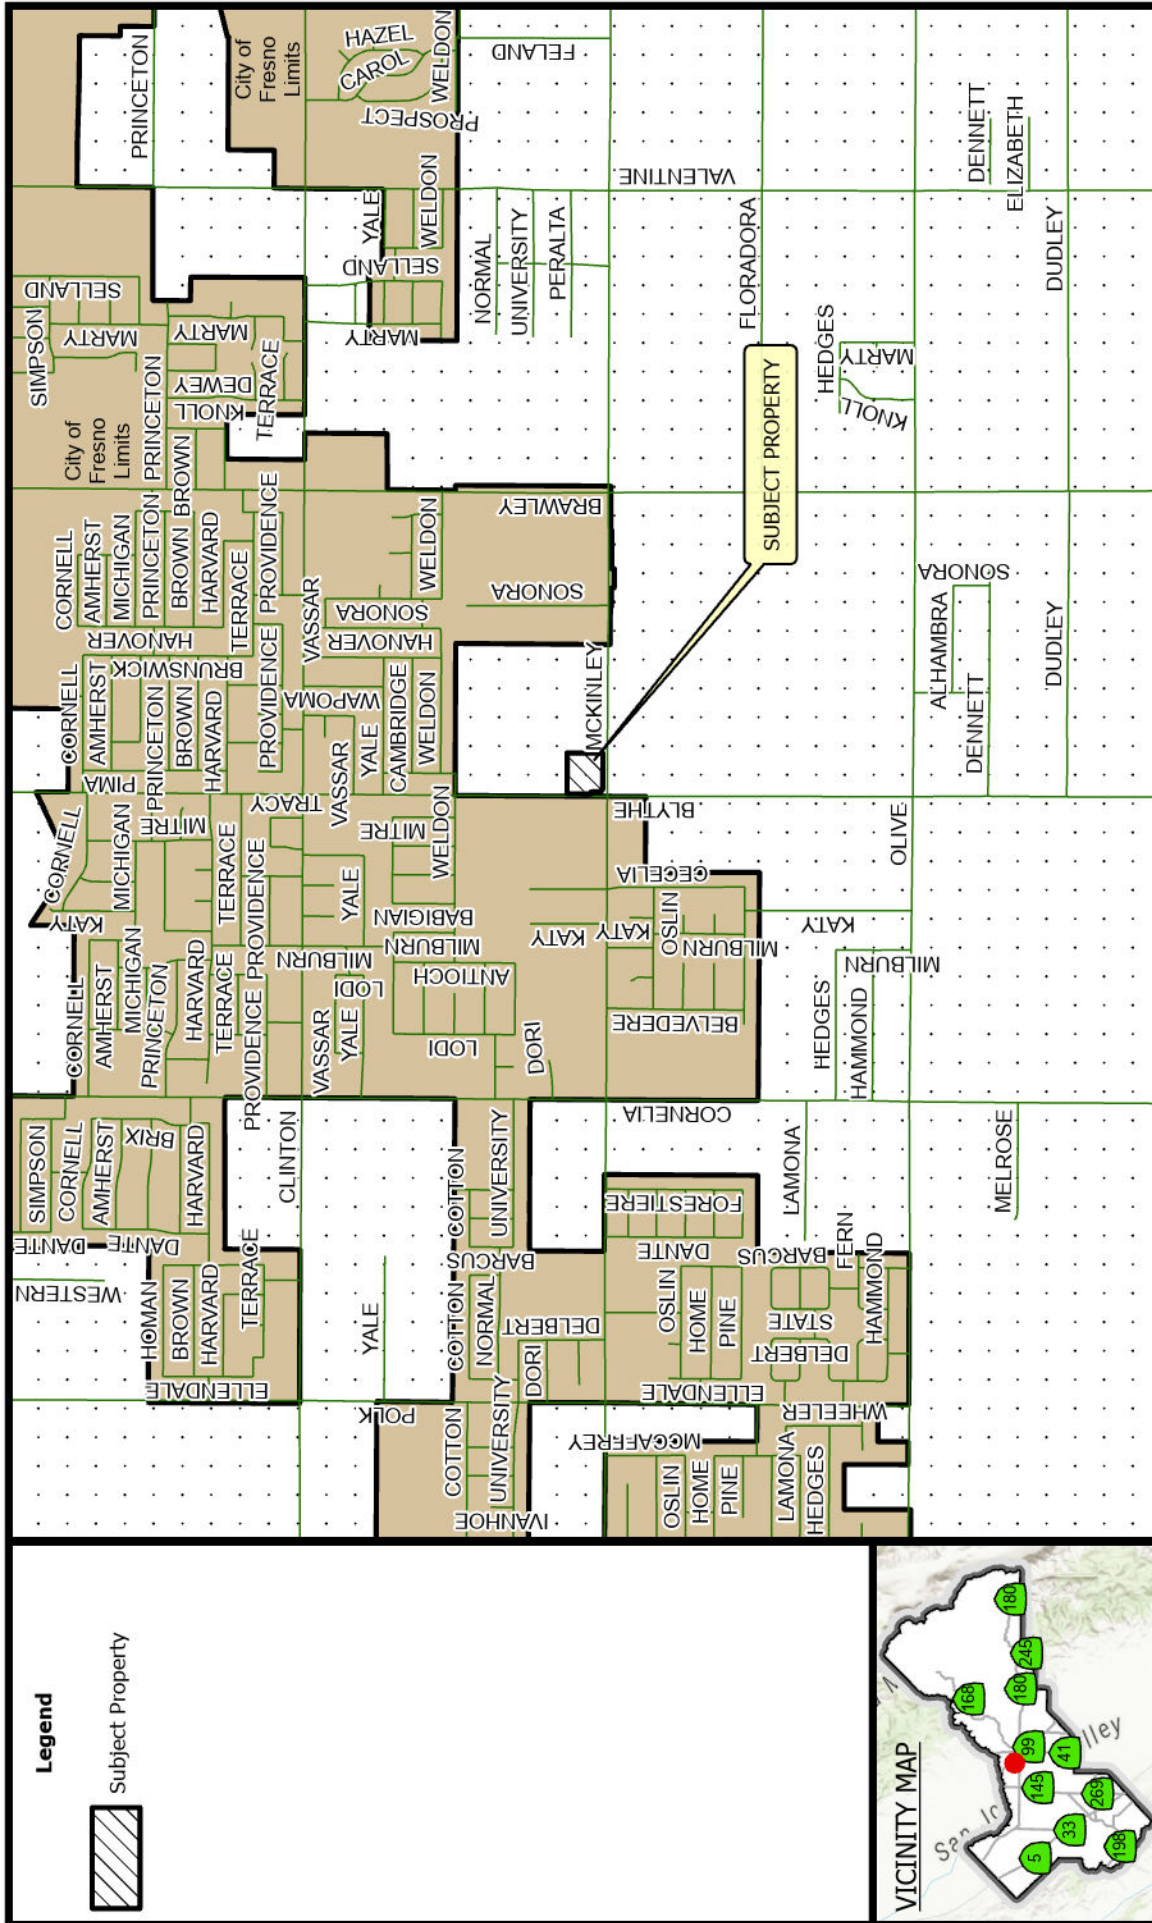 Legend
Subject Property
VICINITY MAP
San Jo
lley
5
33
198
145
269
99
41
168
180
245
180
WESTERN
DANTE
SIMPSON
CORNELL
AMHERST
DANTE
BRIX
HOMAN
BROWN
HARVARD
HARVARD
TERRACE
ELLENDALE
CLINTON
YALE
POLK
COTTON
COTTON
COTTON
NORMAL
UNIVERSITY
UNIVERSITY
BARCUS
IVANHOE
DORI
DELBERT
MCCAFFREY
ELLENDALE
OSLIN
HOME
PINE
LAMONA
HEDGES
WHEELER
OSLIN
HOME
PINE
DANTE
FORESTIERE
STATE
DELBERT
BARCUS
FERN
HAMMOND
LAMONA
CORNELIA
MELROSE
CORNELL
AMHERST
MICHIGAN
PRINCETON
HARVARD
TERRACE
PROVIDENCE
PROVIDENCE
KATY
CORNELL
MICHIGAN
MITRE
TERRACE
TRACY
MILBURN
VASSAR
YALE
LODI
YALE
VASSAR
MITRE
WELDON
BABIGIAN
MILBURN
ANTIOCH
LODI
DORI
KATY
KATY
OSLIN
MILBURN
BELVEDERE
CECELIA
BLYTHE
KATY
MILBURN
HEDGES
HAMMOND
OLIVE
PIMA
CORNELL
AMHERST
PRINCETON
BROWN
HARVARD
BRUNSWICK
PROVIDENCE
TERRACE
HANOVER
CORNELL
AMHERST
MICHIGAN
PRINCETON
BROWN
HARVARD
PROVIDENCE
VASSAR
WAPOMA
YALE
CAMBRIDGE
WELDON
HANOVER
SONORA
WELDON
SONORA
BRAWLEY
MCKINLEY
SUBJECT PROPERTY
City of
Fresno
Limits
SIMPSON
SELLAND
MARTY
PRINCETON
BROWN
MARTY
DEWEY
KNOLL
TERRACE
PRINCETON
City of
Fresno
Limits
HAZEL
CAROL
WELDON
PROSPECT
FELAND
YALE
WELDON
SELLAND
MARTY
NORMAL
UNIVERSITY
PERALTA
VALENTINE
FLORADORA
HEDGES
MARTY
KNOLL
SONORA
ALHAMBRA
DENNETT
DUDLEY
DENNETT
ELIZABETH
DUDLEY